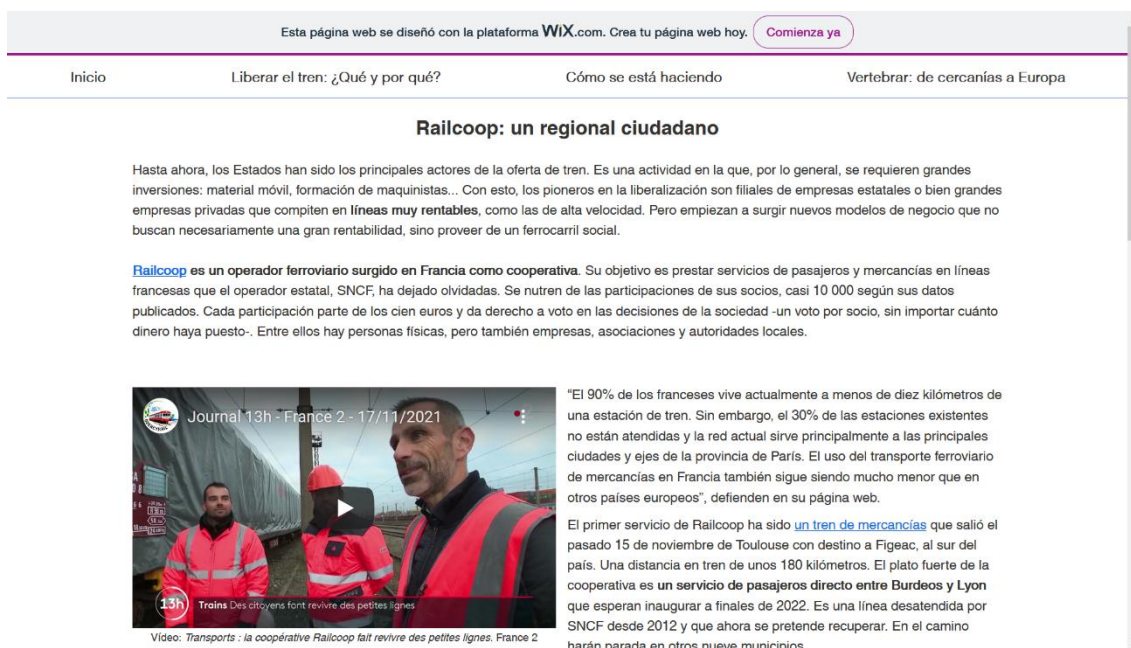 Esta página web se diseñó con la plataforma WiX.com. Crea tu página web hoy. Comienza ya
Inicio Liberar el tren: ¿Qué y por qué? Cómo se está haciendo Vertebrar: de cercanías a Europa
Railcoop: un regional ciudadano
Hasta ahora, los Estados han sido los principales actores de la oferta de tren. Es una actividad en la que, por lo general, se requieren grandes
inversiones: material móvil, formación de maquinistas... Con esto, los pioneros en la liberalización son filiales de empresas estatales o bien grandes
empresas privadas que compiten en líneas muy rentables, como las de alta velocidad. Pero empiezan a surgir nuevos modelos de negocio que no
buscan necesariamente una gran rentabilidad, sino proveer de un ferrocarril social.
Railcoop es un operador ferroviario surgido en Francia como cooperativa. Su objetivo es prestar servicios de pasajeros y mercancías en líneas
francesas que el operador estatal, SNCF, ha dejado olvidadas. Se nutren de las participaciones de sus socios, casi 10 000 según sus datos
publicados. Cada participación parte de los cien euros y da derecho a voto en las decisiones de la sociedad -un voto por socio, sin importar cuánto
dinero haya puesto-. Entre ellos hay personas físicas, pero también empresas, asociaciones y autoridades locales.
Journal 13h - France 2 - 17/11/2021
13h Trains Des citoyens font revivre des petites lignes
Vídeo: Transports : la coopérative Railcoop fait revivre des petites lignes. France 2
“El 90% de los franceses vive actualmente a menos de diez kilómetros de
una estación de tren. Sin embargo, el 30% de las estaciones existentes
no están atendidas y la red actual sirve principalmente a las principales
ciudades y ejes de la provincia de París. El uso del transporte ferroviario
de mercancías en Francia también sigue siendo mucho menor que en
otros países europeos”, defienden en su página web.
El primer servicio de Railcoop ha sido un tren de mercancías que salió el
pasado 15 de noviembre de Toulouse con destino a Figeac, al sur del
país. Una distancia en tren de unos 180 kilómetros. El plato fuerte de la
cooperativa es un servicio de pasajeros directo entre Burdeos y Lyon
que esperan inaugurar a finales de 2022. Es una línea desatendida por
SNCF desde 2012 y que ahora se pretende recuperar. En el camino
harán parada en otros nueve municipios.